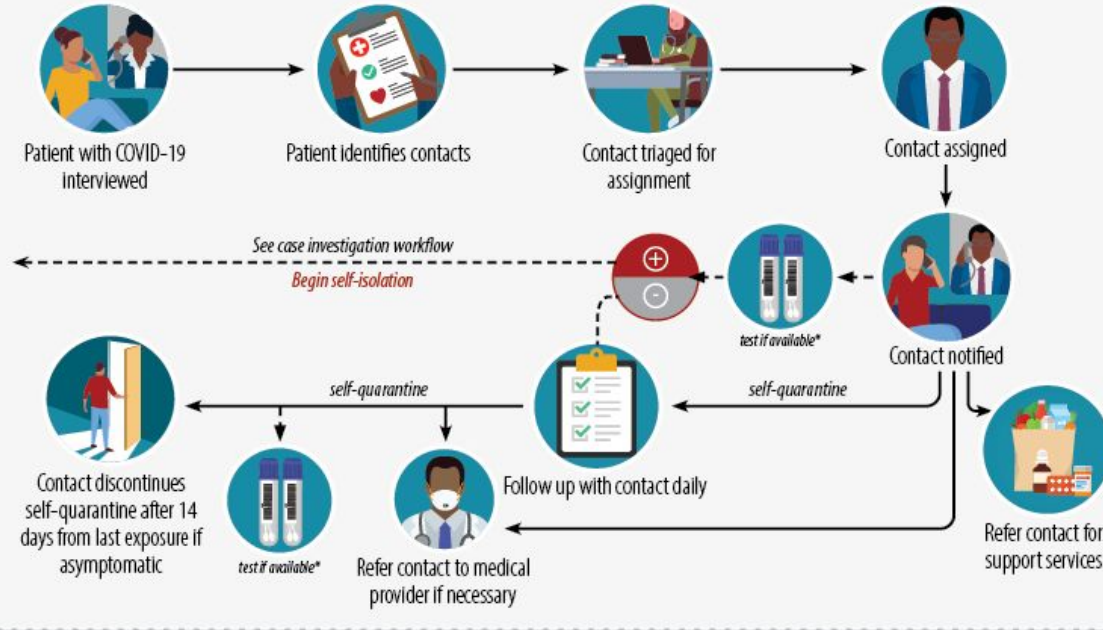 Patient with COVID-19
interviewed
Patient identifies contacts
Contact triaged for
assignment
Contact assigned
See case investigation workflow
Begin self-isolation
+
-
test if available*
Contact notified
self-quarantine
self-quarantine
Contact discontinues
self-quarantine after 14
days from last exposure if
asymptomatic
test if available*
Refer contact to medical
provider if necessary
Follow up with contact daily
Refer contact for
support services